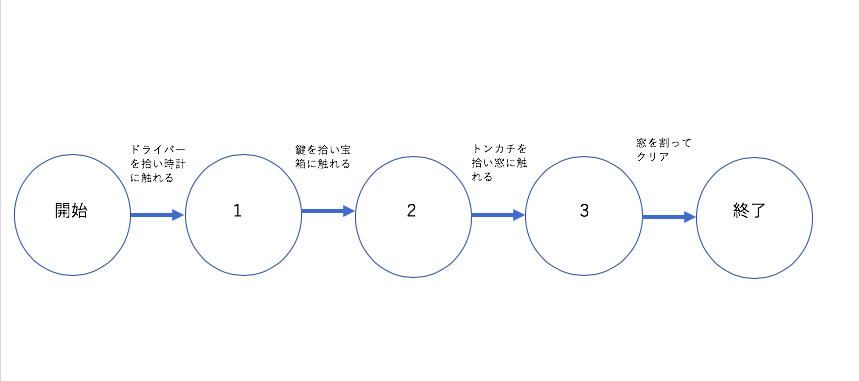 ドライバー
を拾い時計
に触れる
鍵を拾い宝
箱に触れる
トンカチを
拾い窓に触
れる
窓を割って
クリア
開始
1
2
3
終了